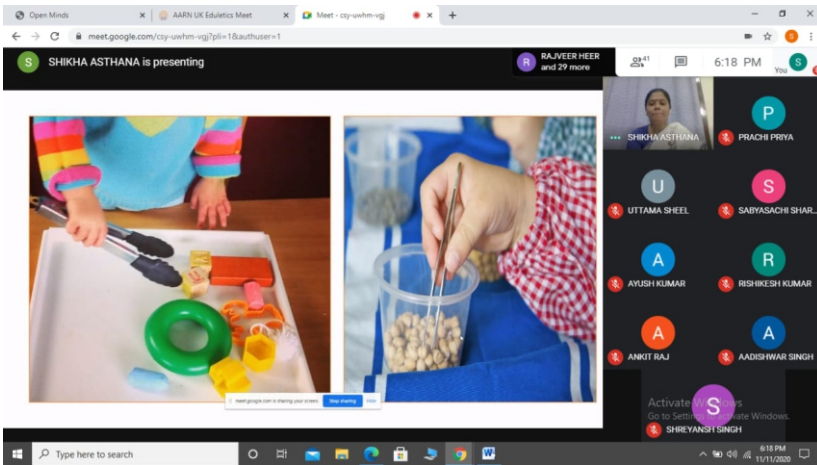 Open Minds
AARN UK Eduletics Meet
Meet - csy-uwhm-vgj
meet.google.com/csy-uwhm-vgj?pli=1&authuser=1
S
S
SHIKHA ASTHANA is presenting
R
RAJVEER HEER
and 29 more
41
6:18 PM
You
S
SHIKHA ASTHANA
P
PRACHI PRIYA
U
UTTAMA SHEEL
S
SABYASACHI SHAR...
A
AYUSH KUMAR
R
RISHIKESH KUMAR
A
ANKIT RAJ
A
AADISHWAR SINGH
S
SHREYANSH SINGH
Activate Windows
Go to Settings to activate Windows.
meet.google.com is sharing your screen.
Stop sharing
Hide
Type here to search
6:18 PM
11/11/2020